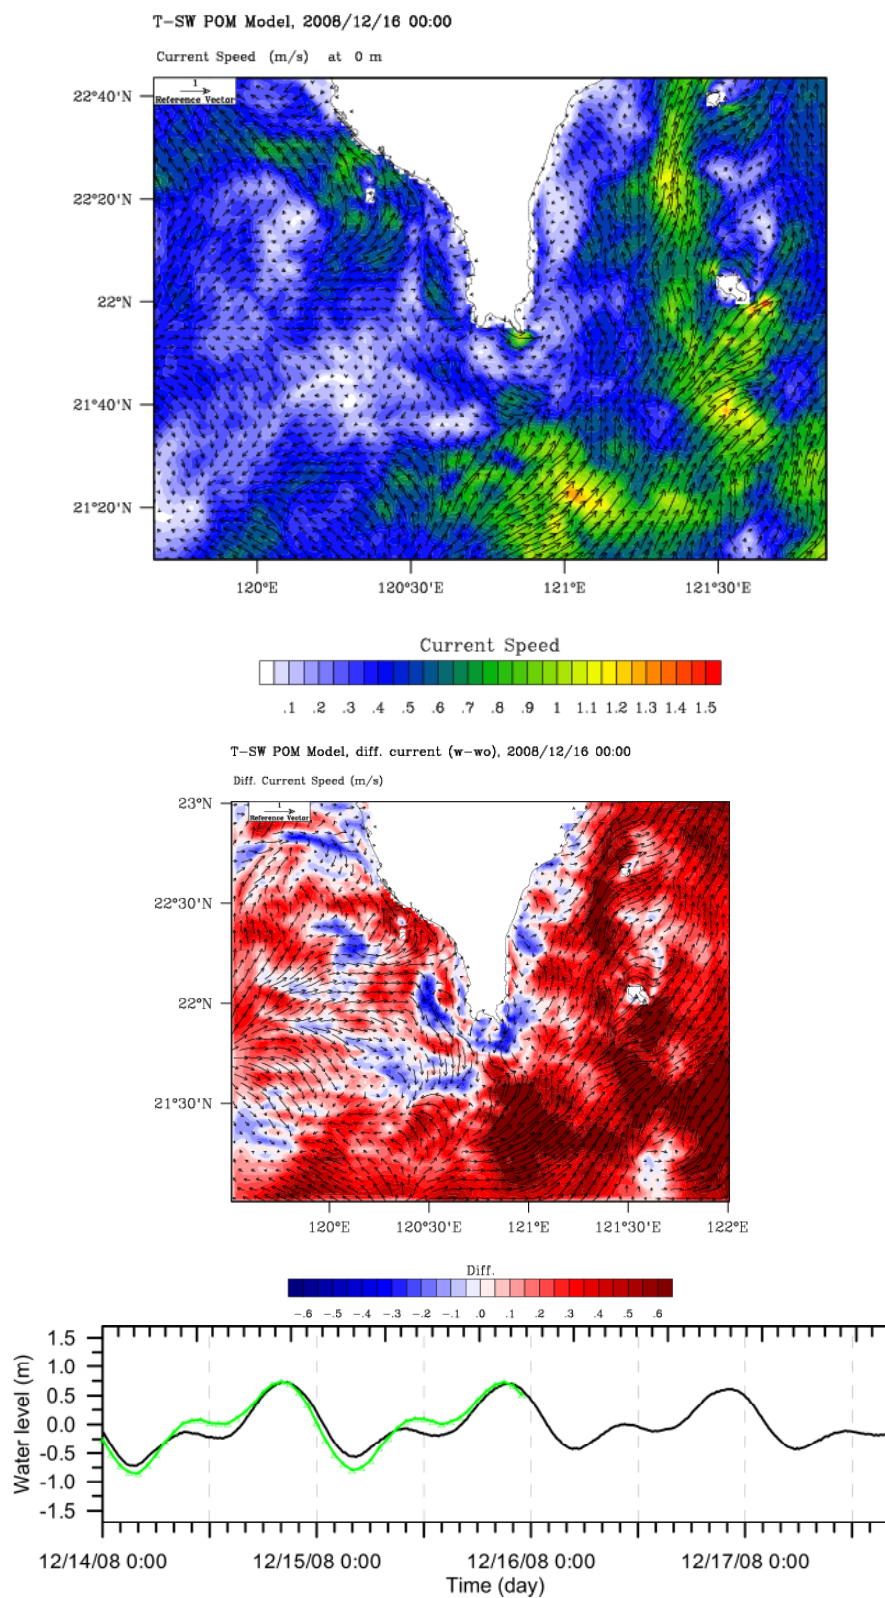 T-SW POM Model, 2008/12/16 00:00
Current Speed (m/s) at 0 m
1
Reference Vector
22°40'N
22°20'N
22°N
21°40'N
21°20'N
120°E 120°30'E 121°E 121°30'E
Current Speed
.1 .2 .3 .4 .5 .6 .7 .8 .9 1 1.1 1.2 1.3 1.4 1.5
T-SW POM Model, diff. current (w-wo), 2008/12/16 00:00
Diff. Current Speed (m/s)
1
Reference Vector
23°N
22°30'N
22°N
21°30'N
120°E 120°30'E 121°E 121°30'E 122°E
Diff.
-.6 -.5 -.4 -.3 -.2 -.1 .0 .1 .2 .3 .4 .5 .6
Water level (m)
1.5
1.0
0.5
0.0
-0.5
-1.0
-1.5
12/14/08 0:00 12/15/08 0:00 12/16/08 0:00 12/17/08 0:00
Time (day)